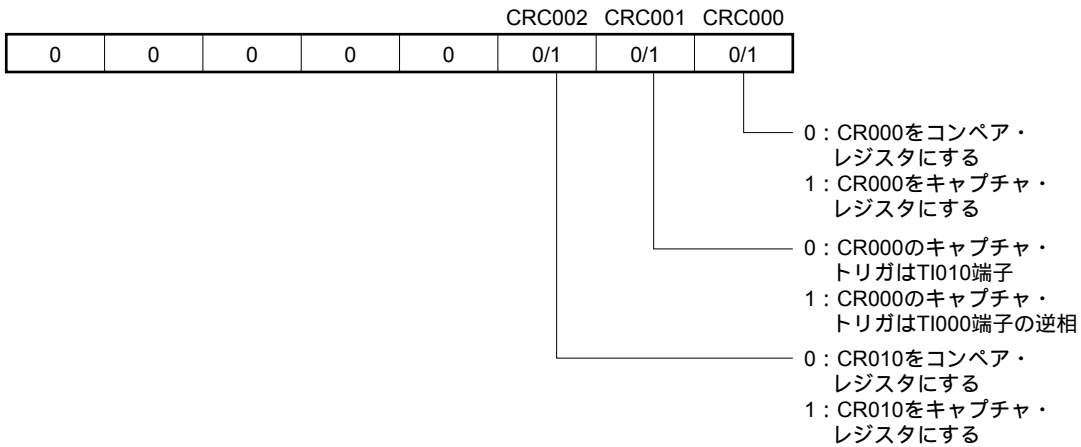 CRC002 CRC001 CRC000
0 0 0 0 0 0/1 0/1 0/1
0：CR000をコンペア・
レジスタにする
1：CR000をキャプチャ・
レジスタにする
0：CR000のキャプチャ・
トリガはTI010端子
1：CR000のキャプチャ・
トリガはTI000端子の逆相
0：CR010をコンペア・
レジスタにする
1：CR010をキャプチャ・
レジスタにする